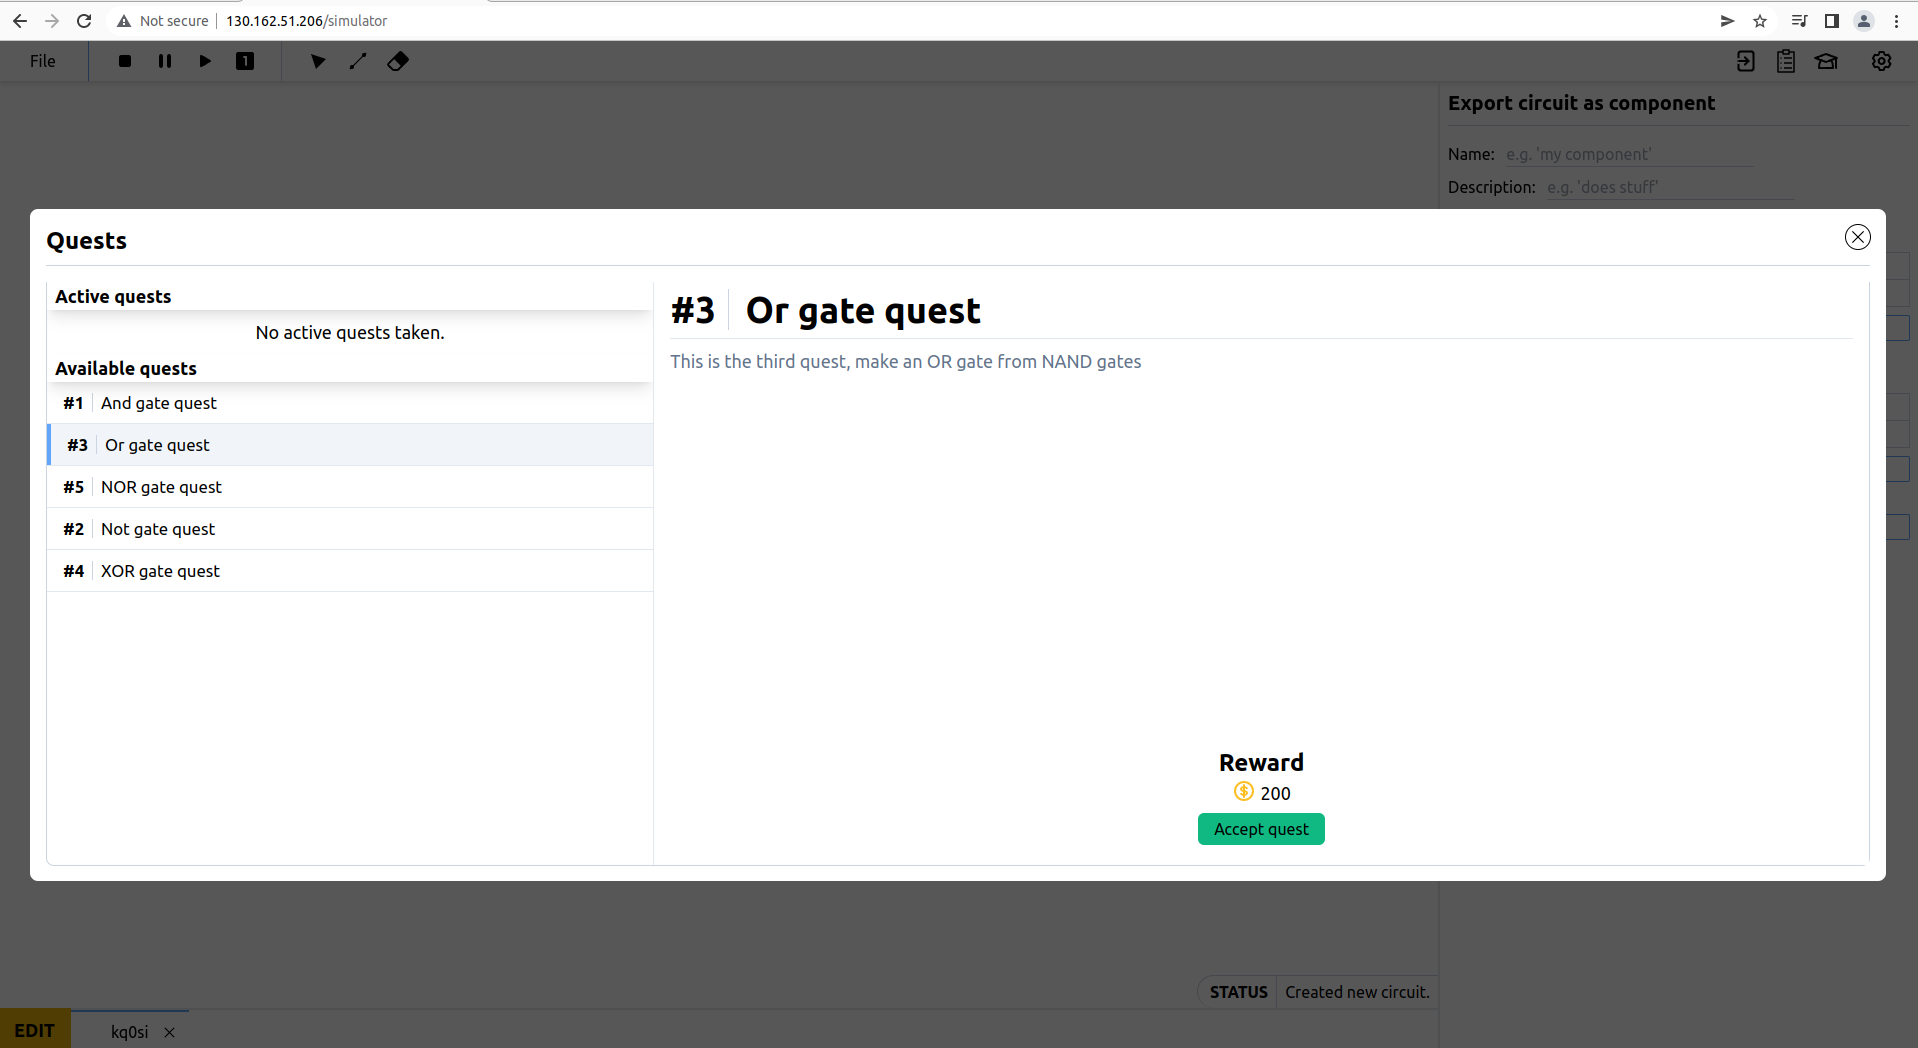 Not secure 130.162.51.206/simulator
File 1
Export circuit as component
Name: e.g. 'my component'
Description: e.g. 'does stuff'
Quests
Active quests
No active quests taken.
Available quests
#1 And gate quest
#3 Or gate quest
#5 NOR gate quest
#2 Not gate quest
#4 XOR gate quest
#3 Or gate quest
This is the third quest, make an OR gate from NAND gates
Reward
$ 200
Accept quest
STATUS Created new circuit.
EDIT kq0si